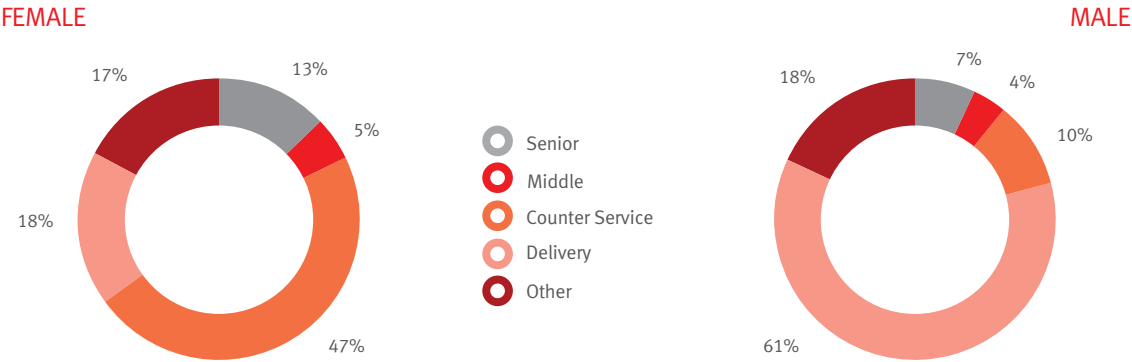 FEMALE
MALE
17%
13%
5%
18%
47%
Senior
Middle
Counter Service
Delivery
Other
7%
4%
18%
10%
61%